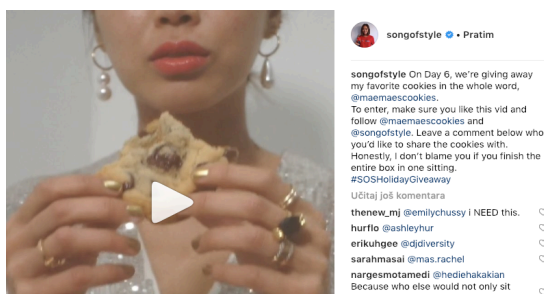 songofstyle • Pratim
songofstyle On Day 6, we're giving away
my favorite cookies in the whole word,
@maemaescookies.
To enter, make sure you like this vid and
follow @maemaescookies and
@songofstyle. Leave a comment below who
you'd like to share the cookies with.
Honestly, I don't blame you if you finish the
entire box in one sitting.
#SOSHolidayGiveaway
Učitaj još komentara
thenew_mj @emilychussy i NEED this.
hurflo @ashleyhur
erikuhgee @djdiversity
sarahmasai @mas.rachel
nargesmotamedi @hediehakakian
Because who else would not only sit